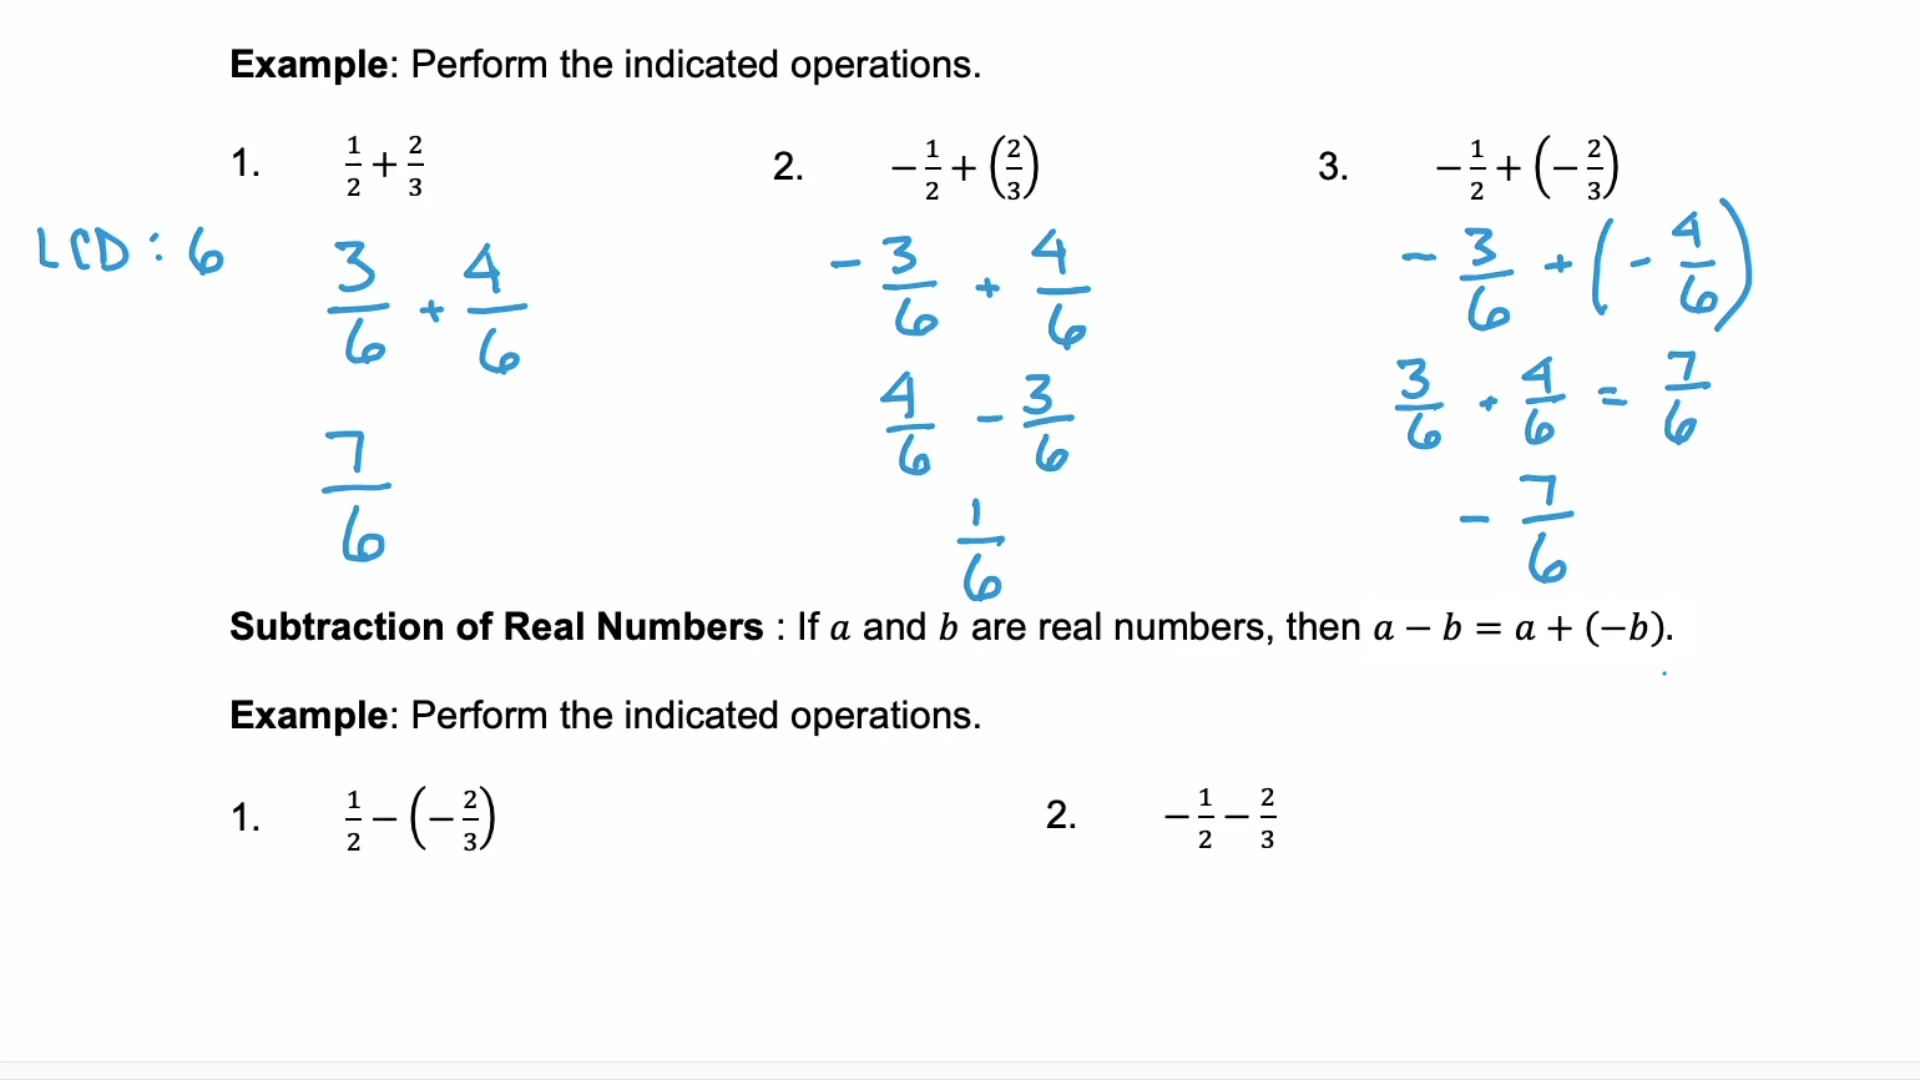 Example: Perform the indicated operations.
1. 1/2 + 2/3
2. −1/2 + (2/3)
3. −1/2 + (−2/3)
LCD : 6
3/6 + 4/6
7/6
- 3/6 + 4/6
4/6 - 3/6
1/6
- 3/6 + (- 4/6)
3/6 + 4/6 = 7/6
- 7/6
Subtraction of Real Numbers : If a and b are real numbers, then a − b = a + (−b).
Example: Perform the indicated operations.
1. 1/2 − (−2/3)
2. −1/2 − 2/3